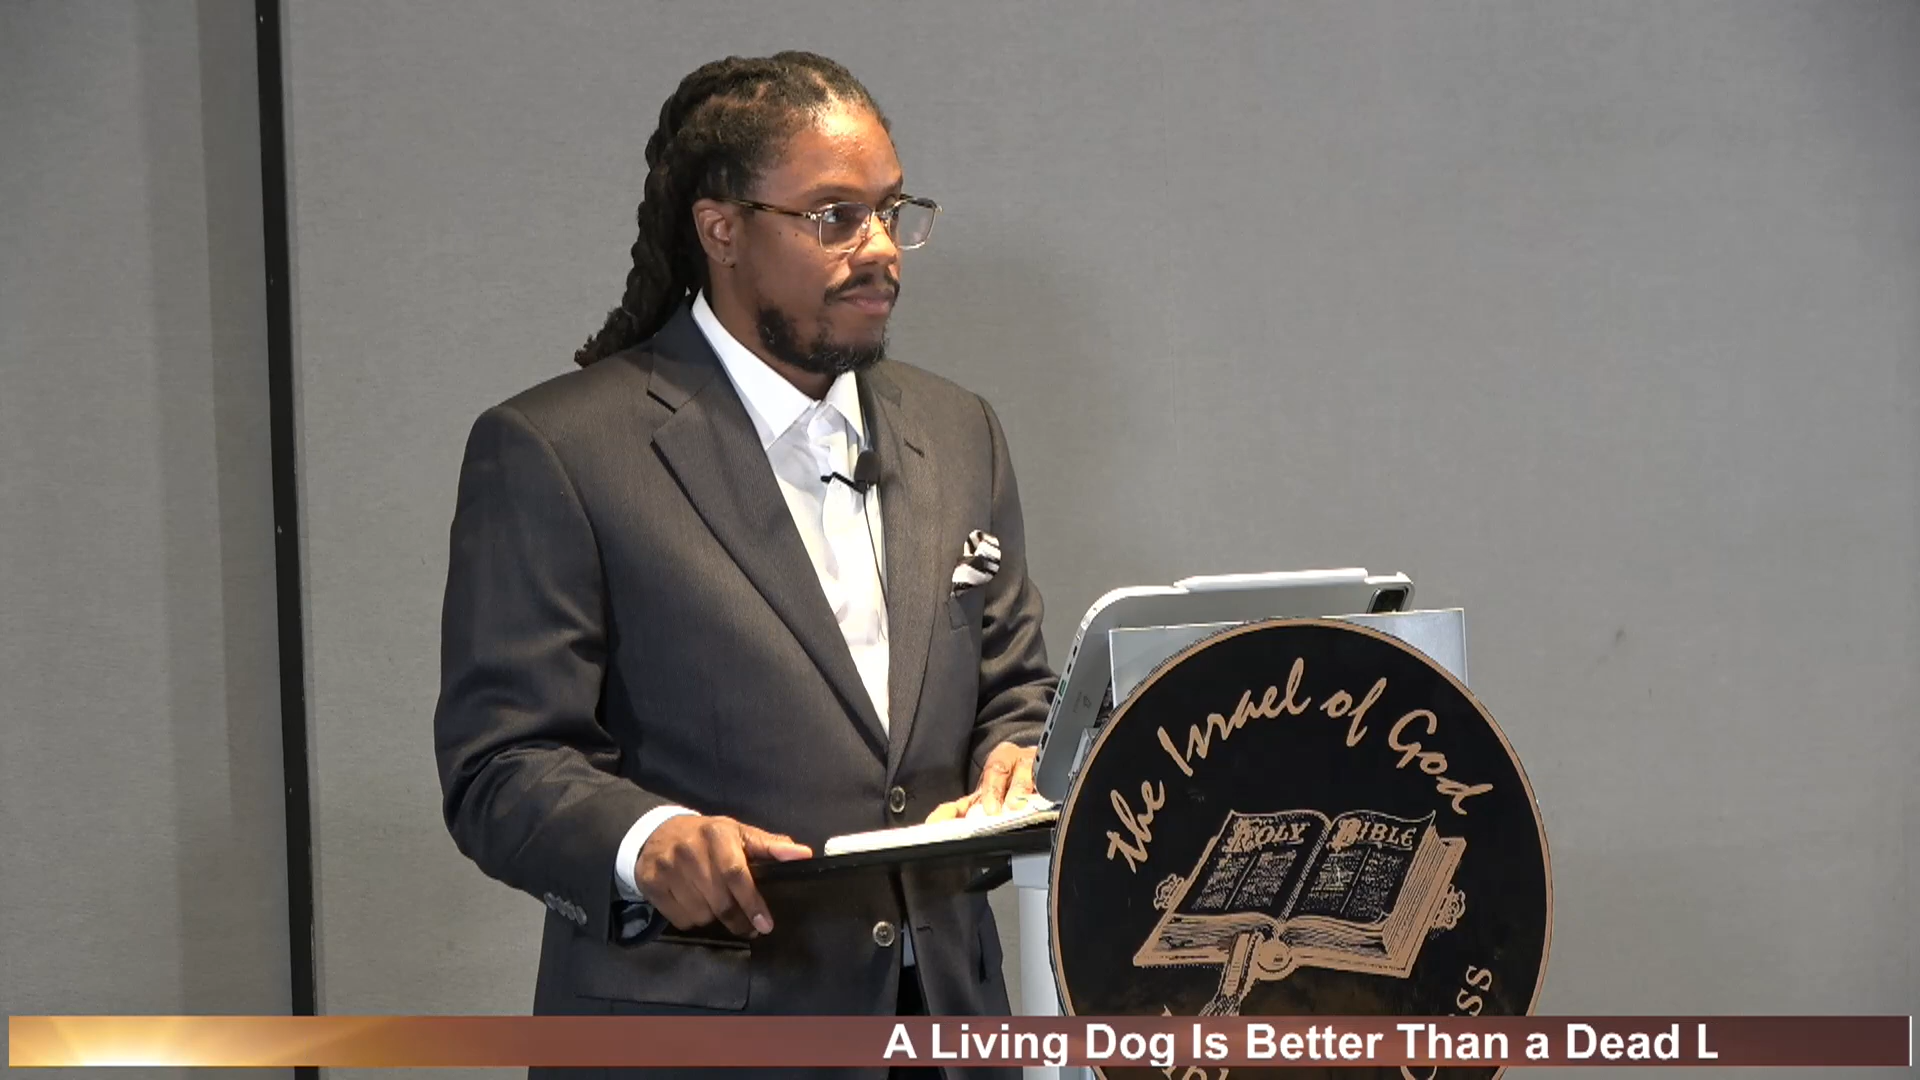 the Israel of God
HOLY BIBLE
A Living Dog Is Better Than a Dead L